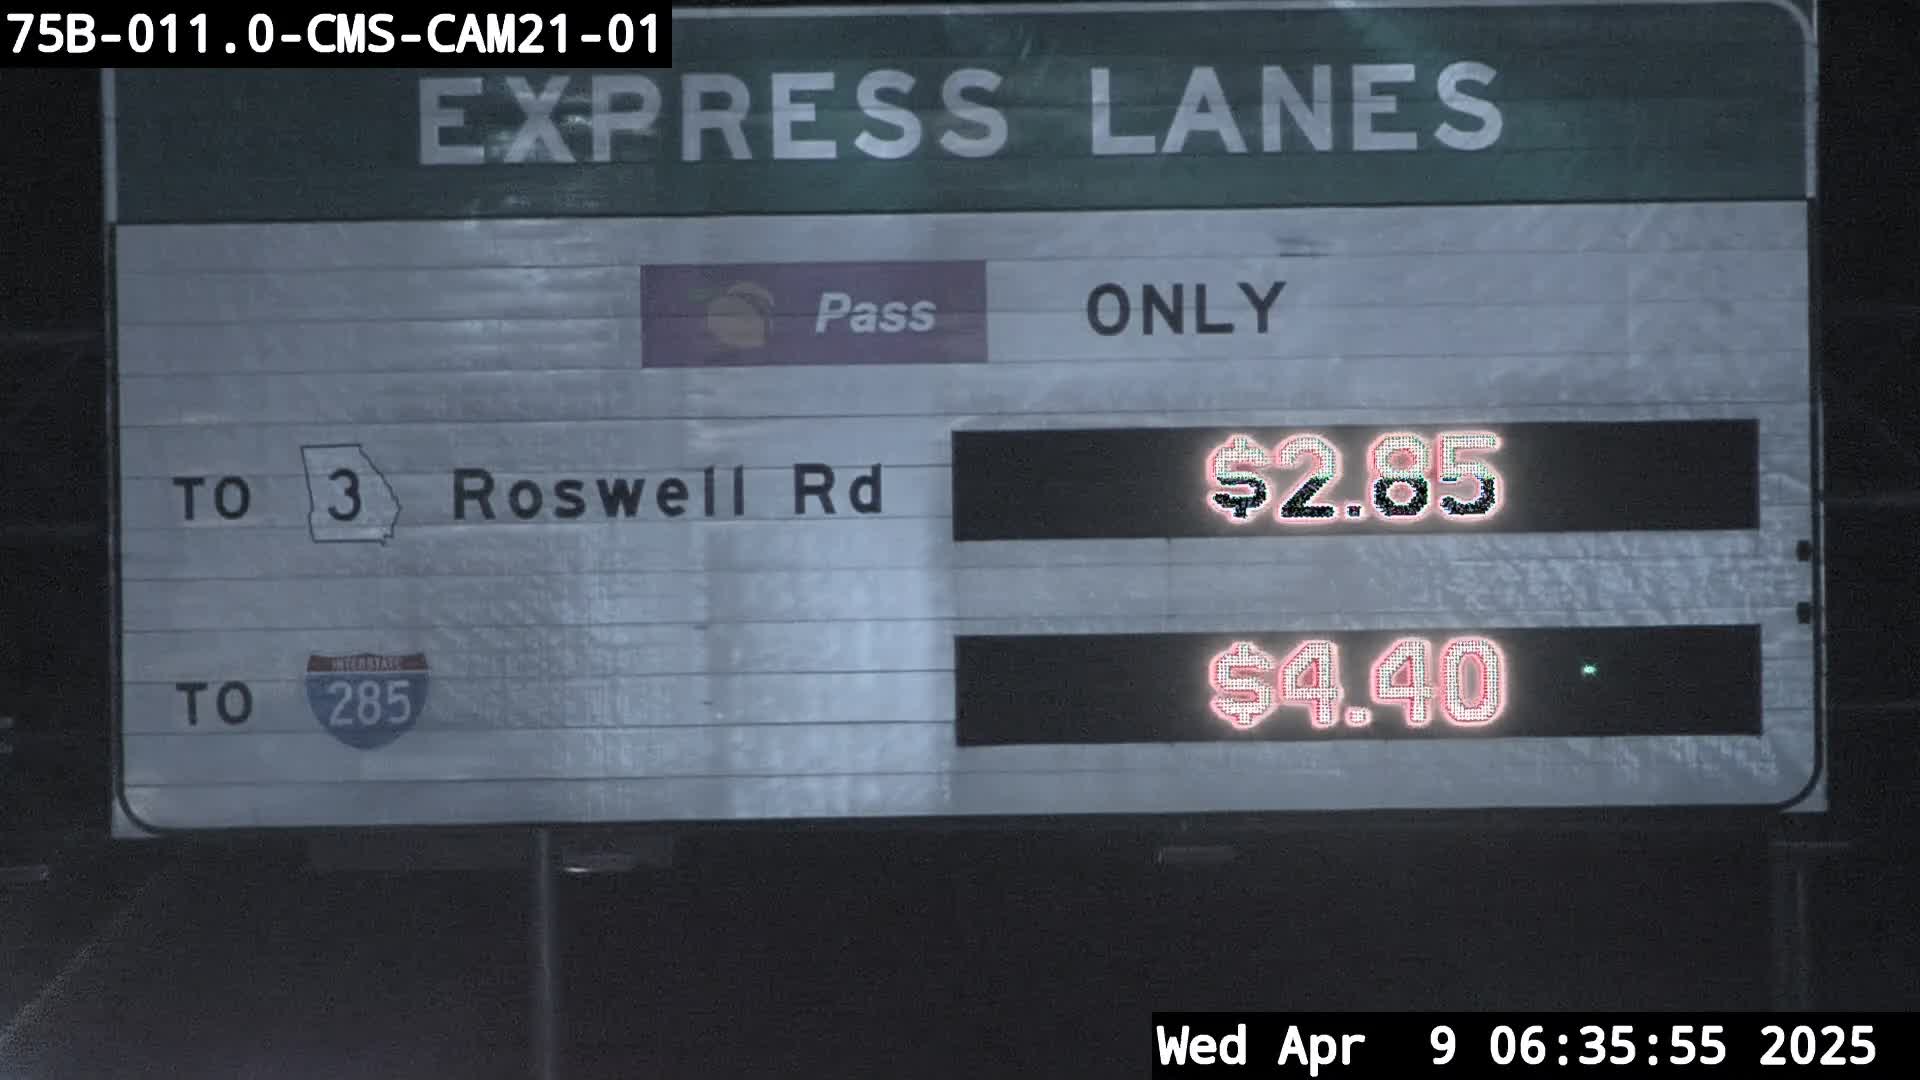 75B-011.0-CMS-CAM21-01
EXPRESS LANES
Pass ONLY
TO 3 Roswell Rd $2.85
TO INTERSTATE 285 $4.40
Wed Apr 9 06:35:55 2025